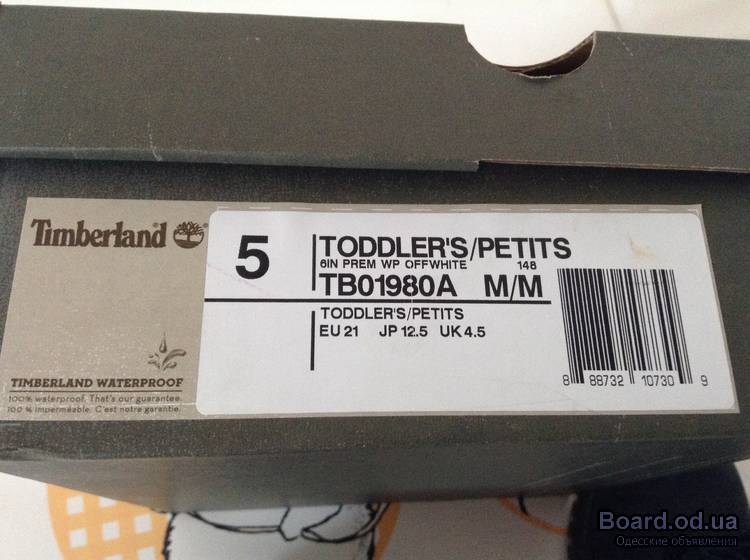 Timberland
TIMBERLAND WATERPROOF
100% waterproof. That's our guarantee.
100 % imperméable. C'est notre garantie.
5
TODDLER'S/PETITS
6IN PREM WP OFFWHITE 148
TB01980A M/M
TODDLER'S/PETITS
EU 21 JP 12.5 UK 4.5
8 88732 10730 9
Board.od.ua
Одесские объявления